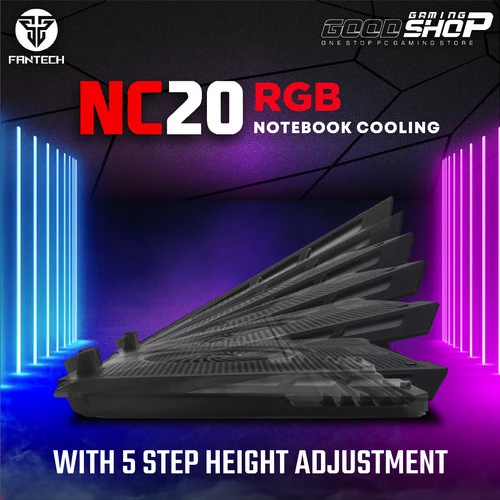 FANTECH
GAMING
GOOD SHOP
ONE STOP PC GAMING STORE
NC20 RGB
NOTEBOOK COOLING
WITH 5 STEP HEIGHT ADJUSTMENT